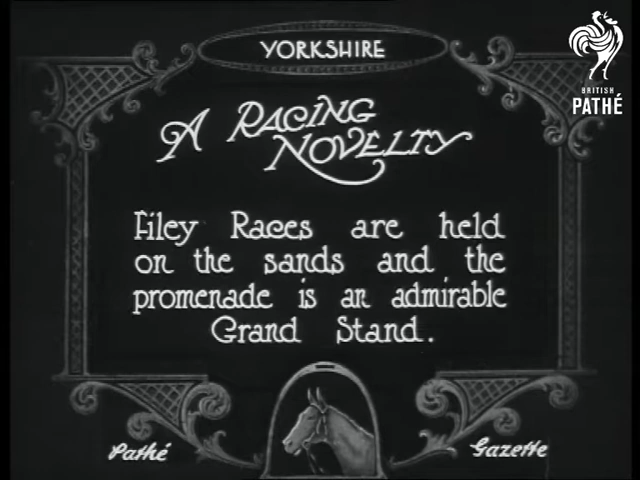 YORKSHIRE
BRITISH
PATHÉ
A RACING
NOVELTY
Filey Races are held
on the sands and the
promenade is an admirable
Grand Stand.
Pathé
Gazette